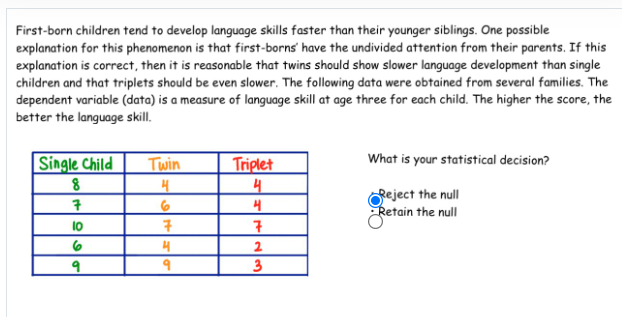 First-born children tend to develop language skills faster than their younger siblings. One possible
explanation for this phenomenon is that first-borns' have the undivided attention from their parents. If this
explanation is correct, then it is reasonable that twins should show slower language development than single
children and that triplets should be even slower. The following data were obtained from several families. The
dependent variable (data) is a measure of language skill at age three for each child. The higher the score, the
better the language skill.
Single Child Twin Triplet
8 4 4
7 6 4
10 7 7
6 4 2
9 9 3
What is your statistical decision?
Reject the null
Retain the null